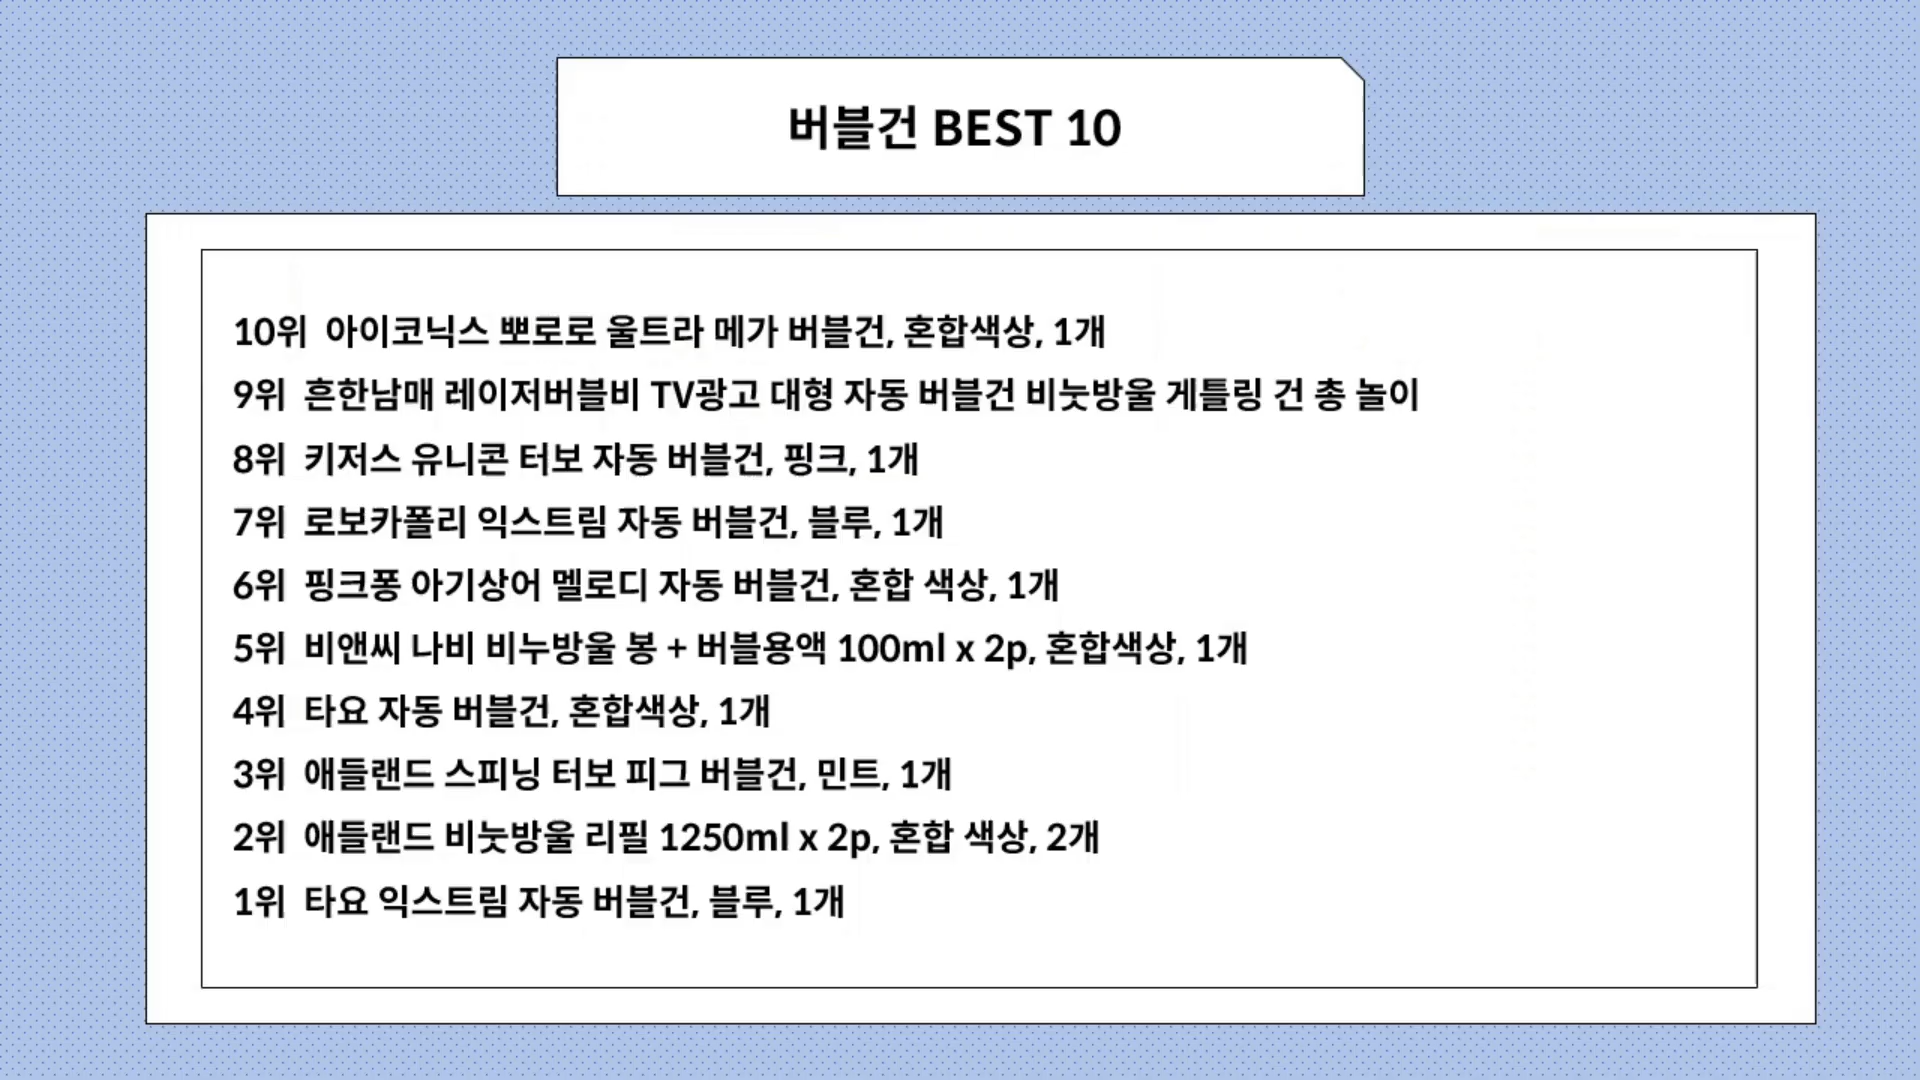 버블건 BEST 10
10위 아이코닉스 뽀로로 울트라 메가 버블건, 혼합색상, 1개
9위 흔한남매 레이저버블비 TV광고 대형 자동 버블건 비눗방울 게틀링 건 총 놀이
8위 키저스 유니콘 터보 자동 버블건, 핑크, 1개
7위 로보카폴리 익스트림 자동 버블건, 블루, 1개
6위 핑크퐁 아기상어 멜로디 자동 버블건, 혼합 색상, 1개
5위 비앤씨 나비 비누방울 봉 + 버블용액 100ml x 2p, 혼합색상, 1개
4위 타요 자동 버블건, 혼합색상, 1개
3위 애들랜드 스피닝 터보 피그 버블건, 민트, 1개
2위 애들랜드 비눗방울 리필 1250ml x 2p, 혼합 색상, 2개
1위 타요 익스트림 자동 버블건, 블루, 1개